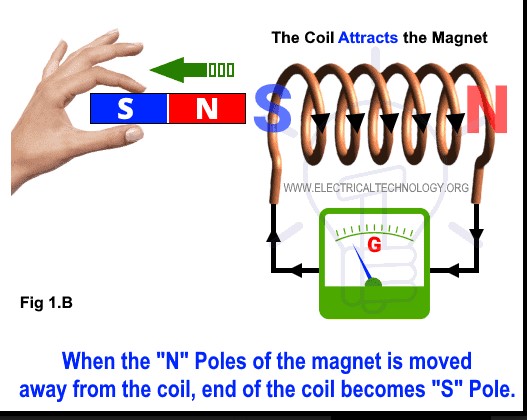 The Coil Attracts the Magnet
S N
S N
WWW.ELECTRICALTECHNOLOGY.ORG
G
Fig 1.B
When the "N" Poles of the magnet is moved
away from the coil, end of the coil becomes "S" Pole.